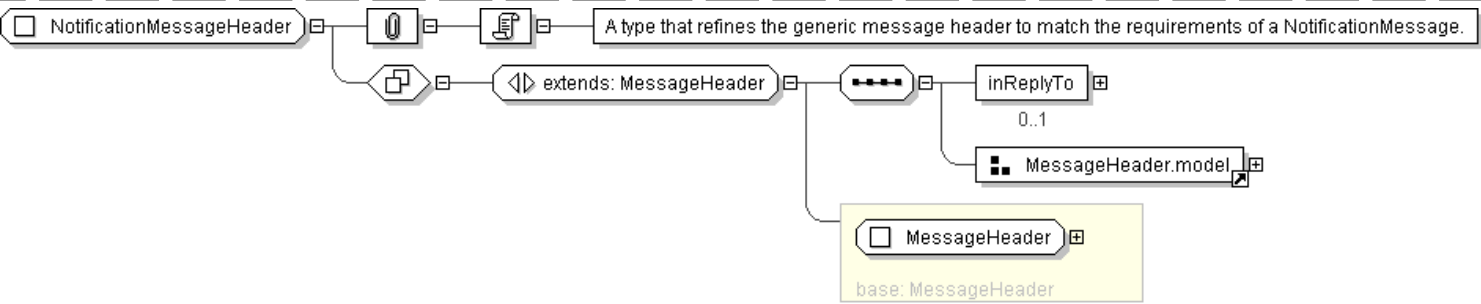 NotificationMessageHeader
A type that refines the generic message header to match the requirements of a NotificationMessage.
extends: MessageHeader
inReplyTo
0..1
MessageHeader.model
MessageHeader
base: MessageHeader